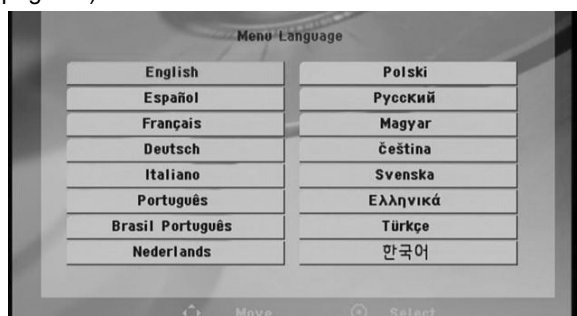 Menu Language
English
Español
Français
Deutsch
Italiano
Português
Brasil Português
Nederlands
Polski
Русский
Magyar
čeština
Svenska
Ελληνικά
Türkçe
한국어
Move Select